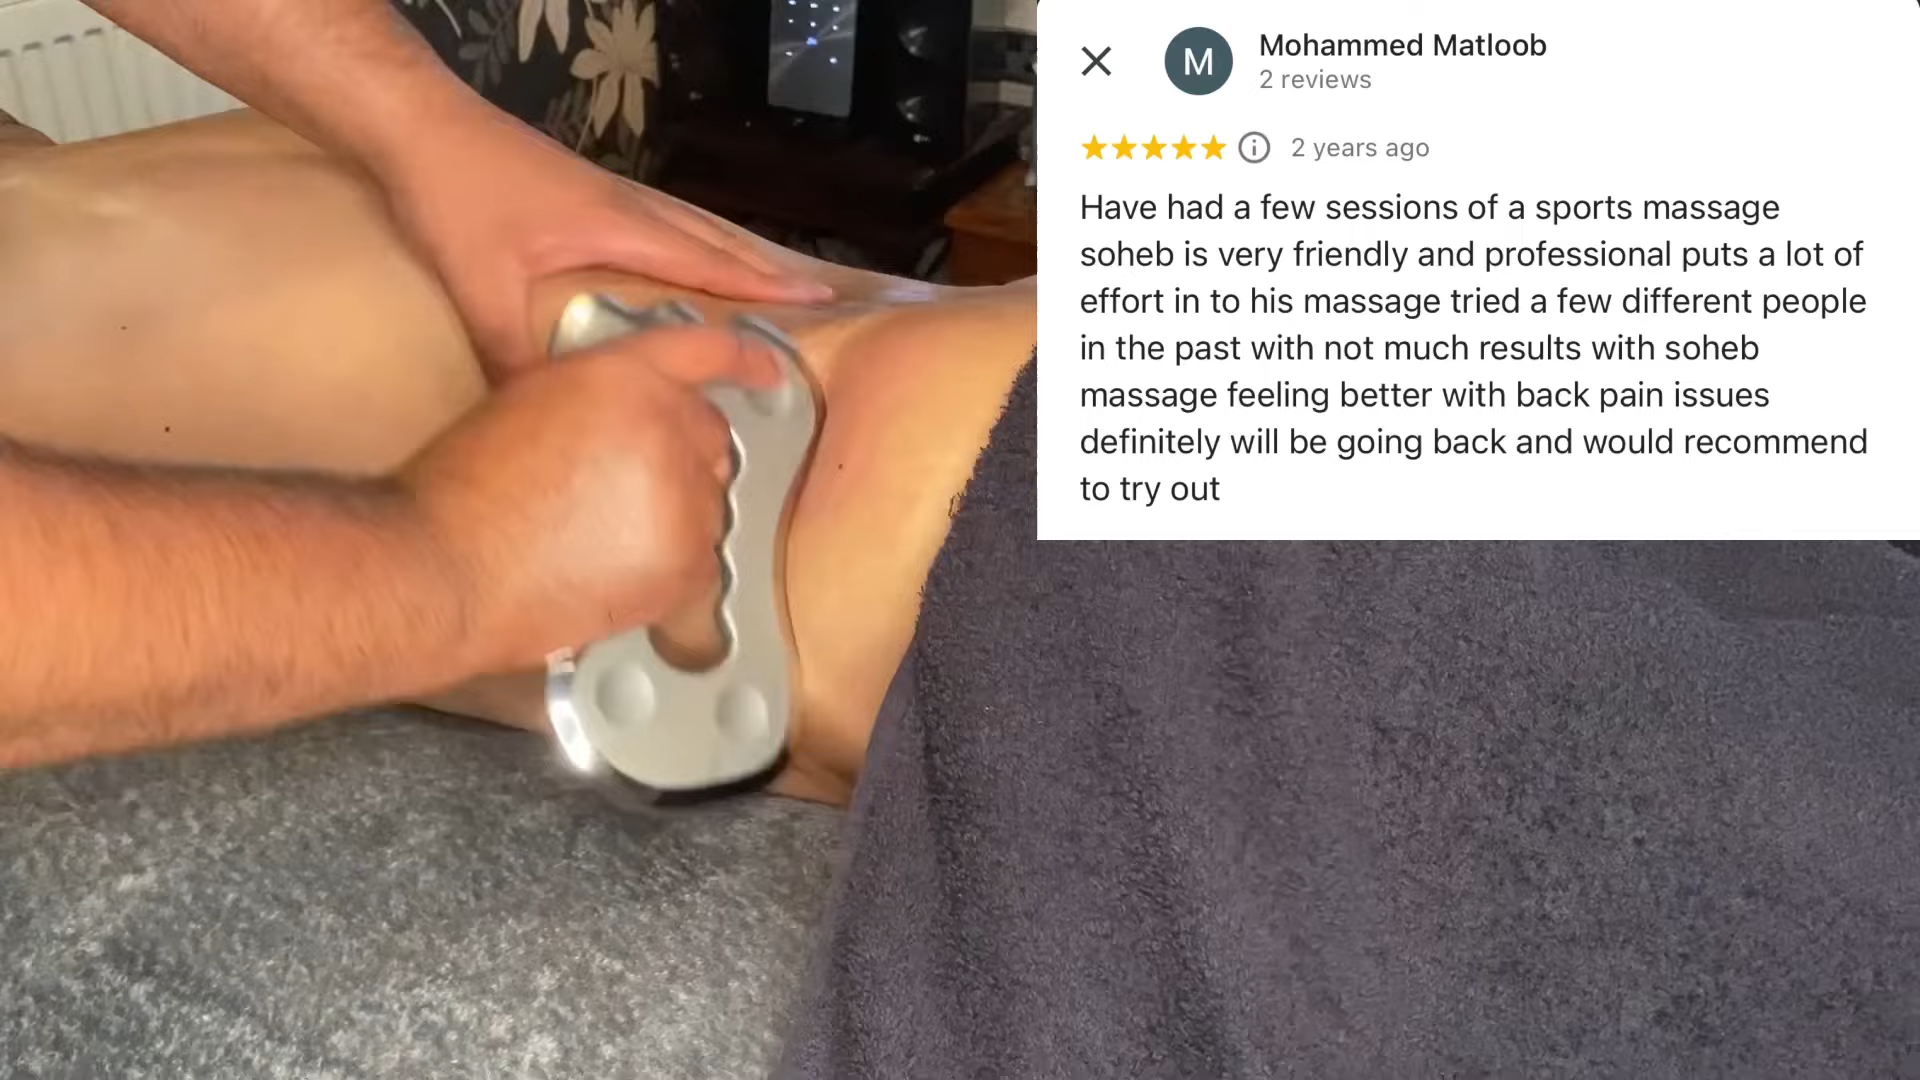 M
Mohammed Matloob
2 reviews
2 years ago
Have had a few sessions of a sports massage
soheb is very friendly and professional puts a lot of
effort in to his massage tried a few different people
in the past with not much results with soheb
massage feeling better with back pain issues
definitely will be going back and would recommend
to try out